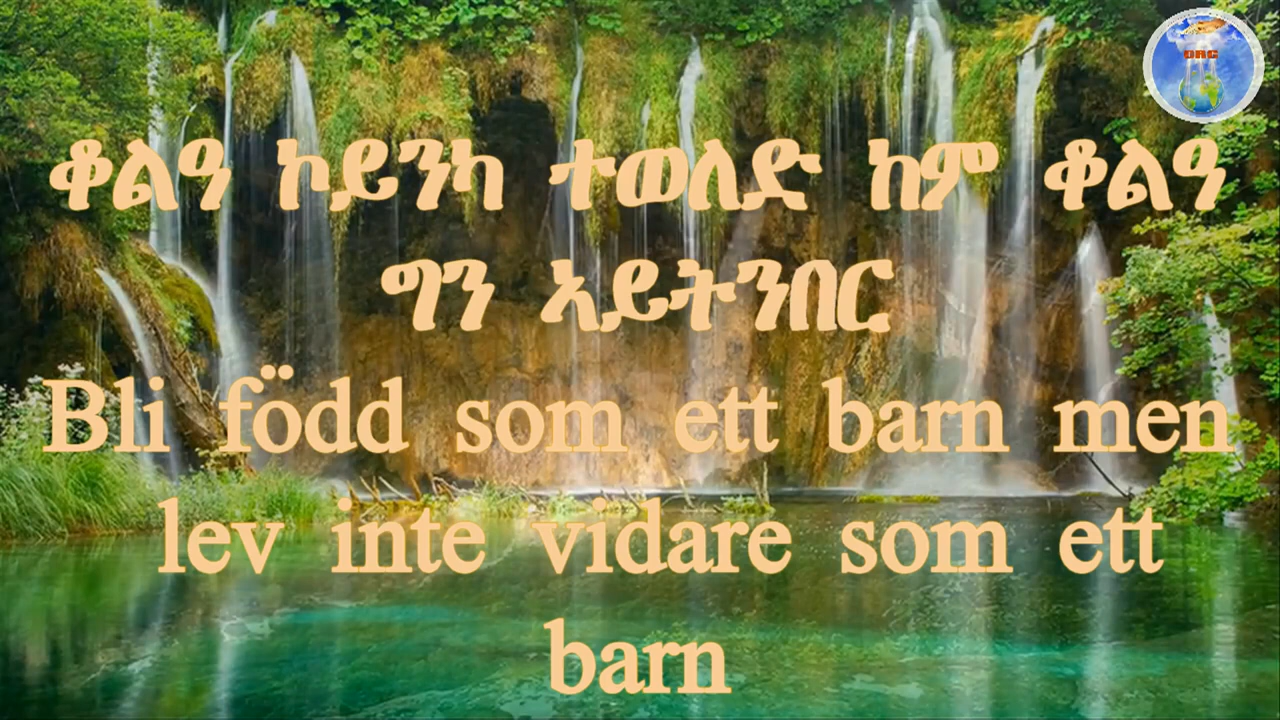 ORG
ቆልዓ ኮይንካ ተወለድ ከም ቆልዓ
ግን ኣይትንበር
Bli född som ett barn men
lev inte vidare som ett
barn